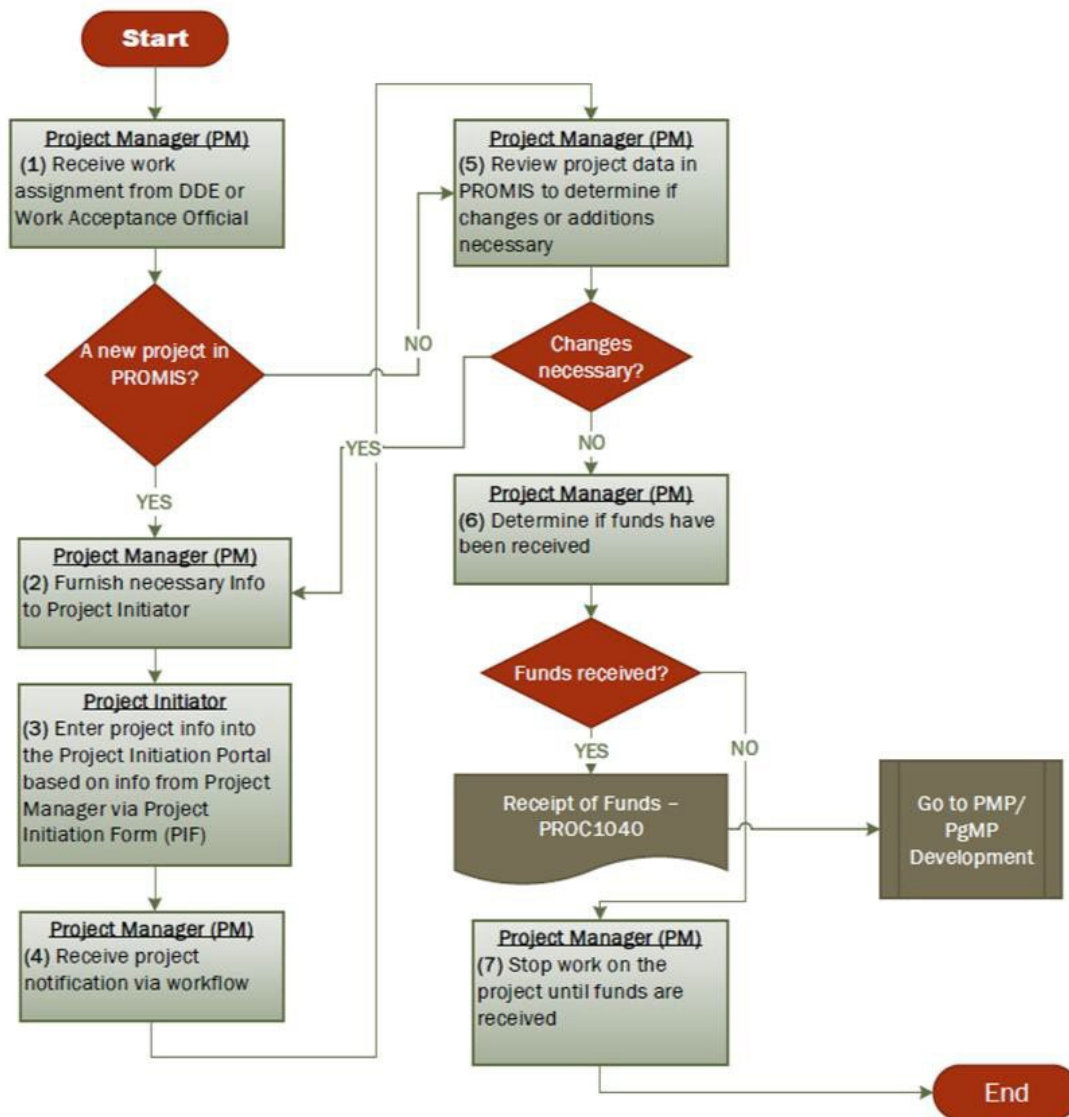 Start
Project Manager (PM)
(1) Receive work
assignment from DDE or
Work Acceptance Official
A new project in
PROMIS?
YES
NO
Project Manager (PM)
(2) Furnish necessary Info
to Project Initiator
Project Initiator
(3) Enter project info into
the Project Initiation Portal
based on info from Project
Manager via Project
Initiation Form (PIF)
Project Manager (PM)
(4) Receive project
notification via workflow
Project Manager (PM)
(5) Review project data in
PROMIS to determine if
changes or additions
necessary
Changes
necessary?
YES
NO
Project Manager (PM)
(6) Determine if funds have
been received
Funds received?
YES
NO
Receipt of Funds –
PROC1040
Go to PMP/
PgMP
Development
Project Manager (PM)
(7) Stop work on the
project until funds are
received
End